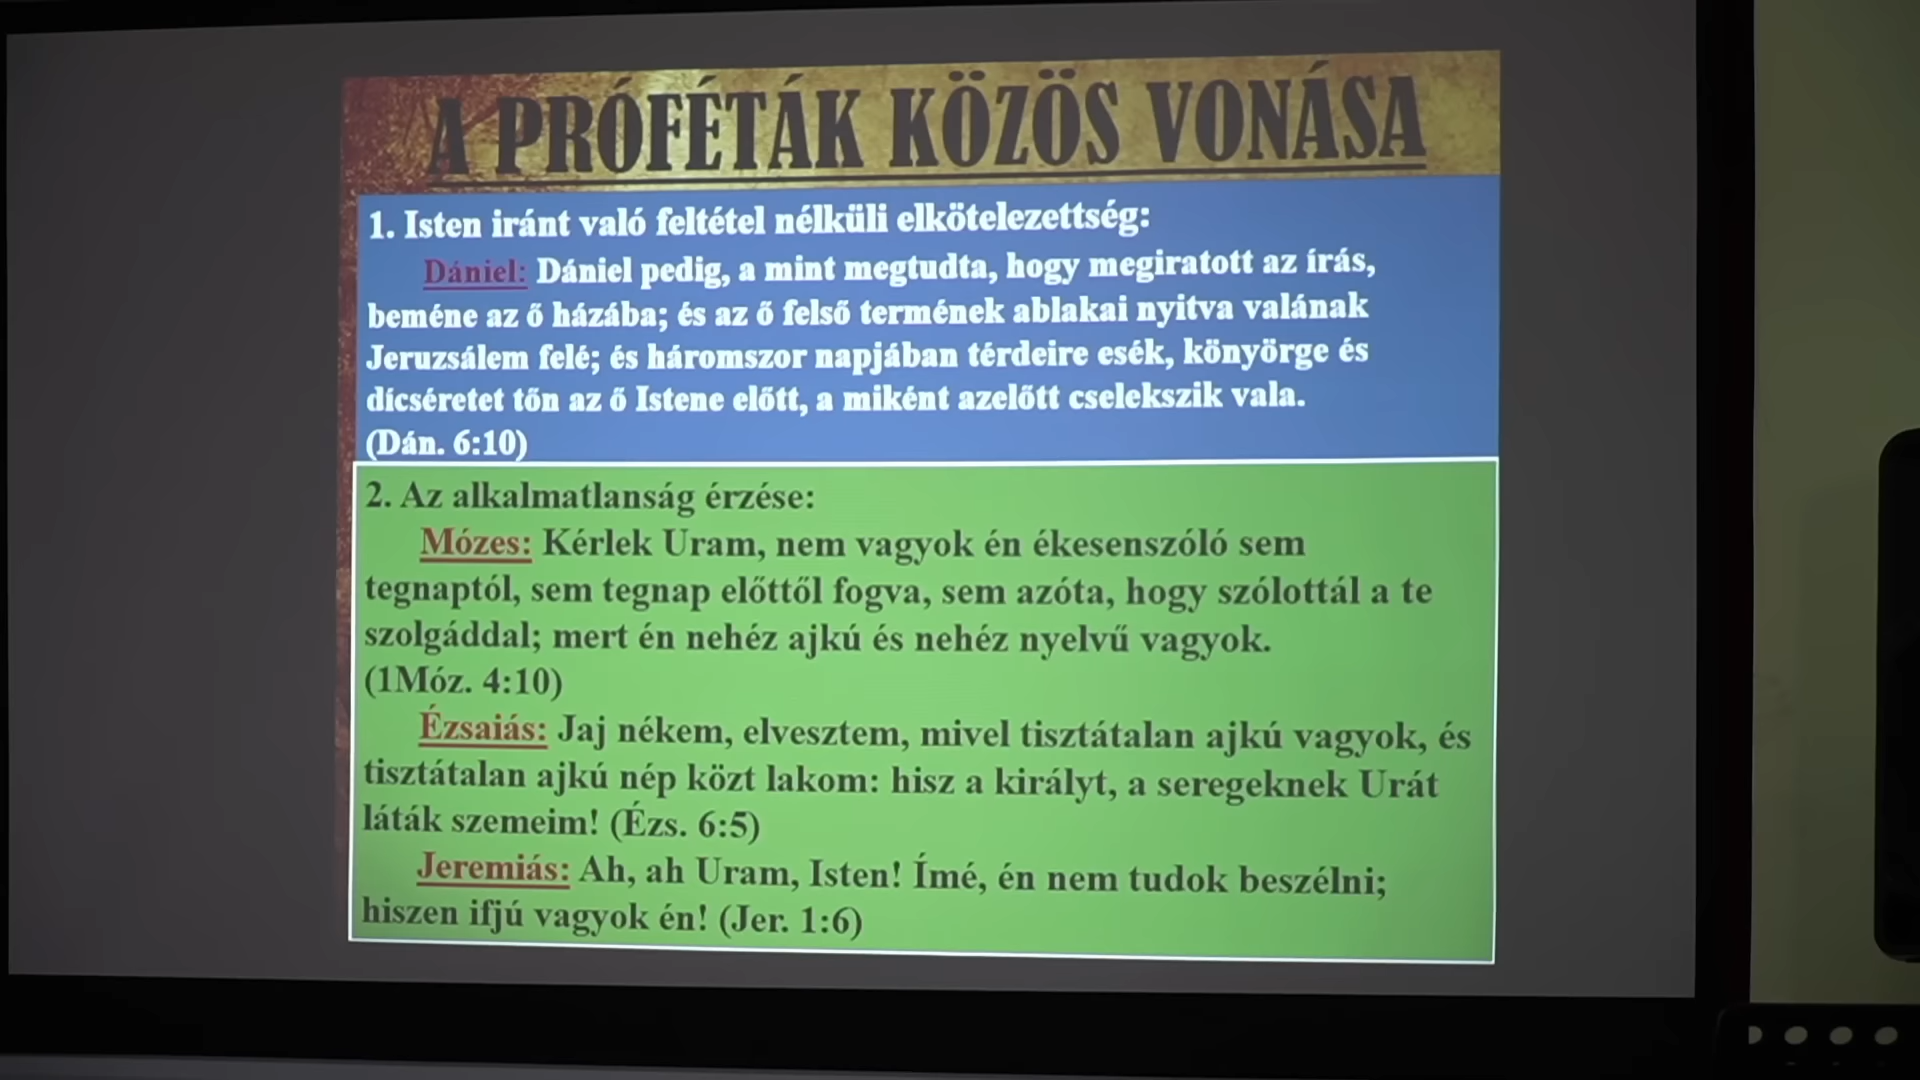 A PRÓFÉTÁK KÖZÖS VONÁSA
1. Isten iránt való feltétel nélküli elkötelezettség:
Dániel: Dániel pedig, a mint megtudta, hogy megiratott az írás,
beméne az ő házába; és az ő felső termének ablakai nyitva valának
Jeruzsálem felé; és háromszor napjában térdeire esék, könyörge és
dícséretet tőn az ő Istene előtt, a miként azelőtt cselekszik vala.
(Dán. 6:10)
2. Az alkalmatlanság érzése:
Mózes: Kérlek Uram, nem vagyok én ékesenszóló sem
tegnaptól, sem tegnap előttől fogva, sem azóta, hogy szólottál a te
szolgáddal; mert én nehéz ajkú és nehéz nyelvű vagyok.
(1Móz. 4:10)
Ézsaiás: Jaj nékem, elvesztem, mivel tisztátalan ajkú vagyok, és
tisztátalan ajkú nép közt lakom: hisz a királyt, a seregeknek Urát
láták szemeim! (Ézs. 6:5)
Jeremiás: Ah, ah Uram, Isten! Ímé, én nem tudok beszélni;
hiszen ifjú vagyok én! (Jer. 1:6)